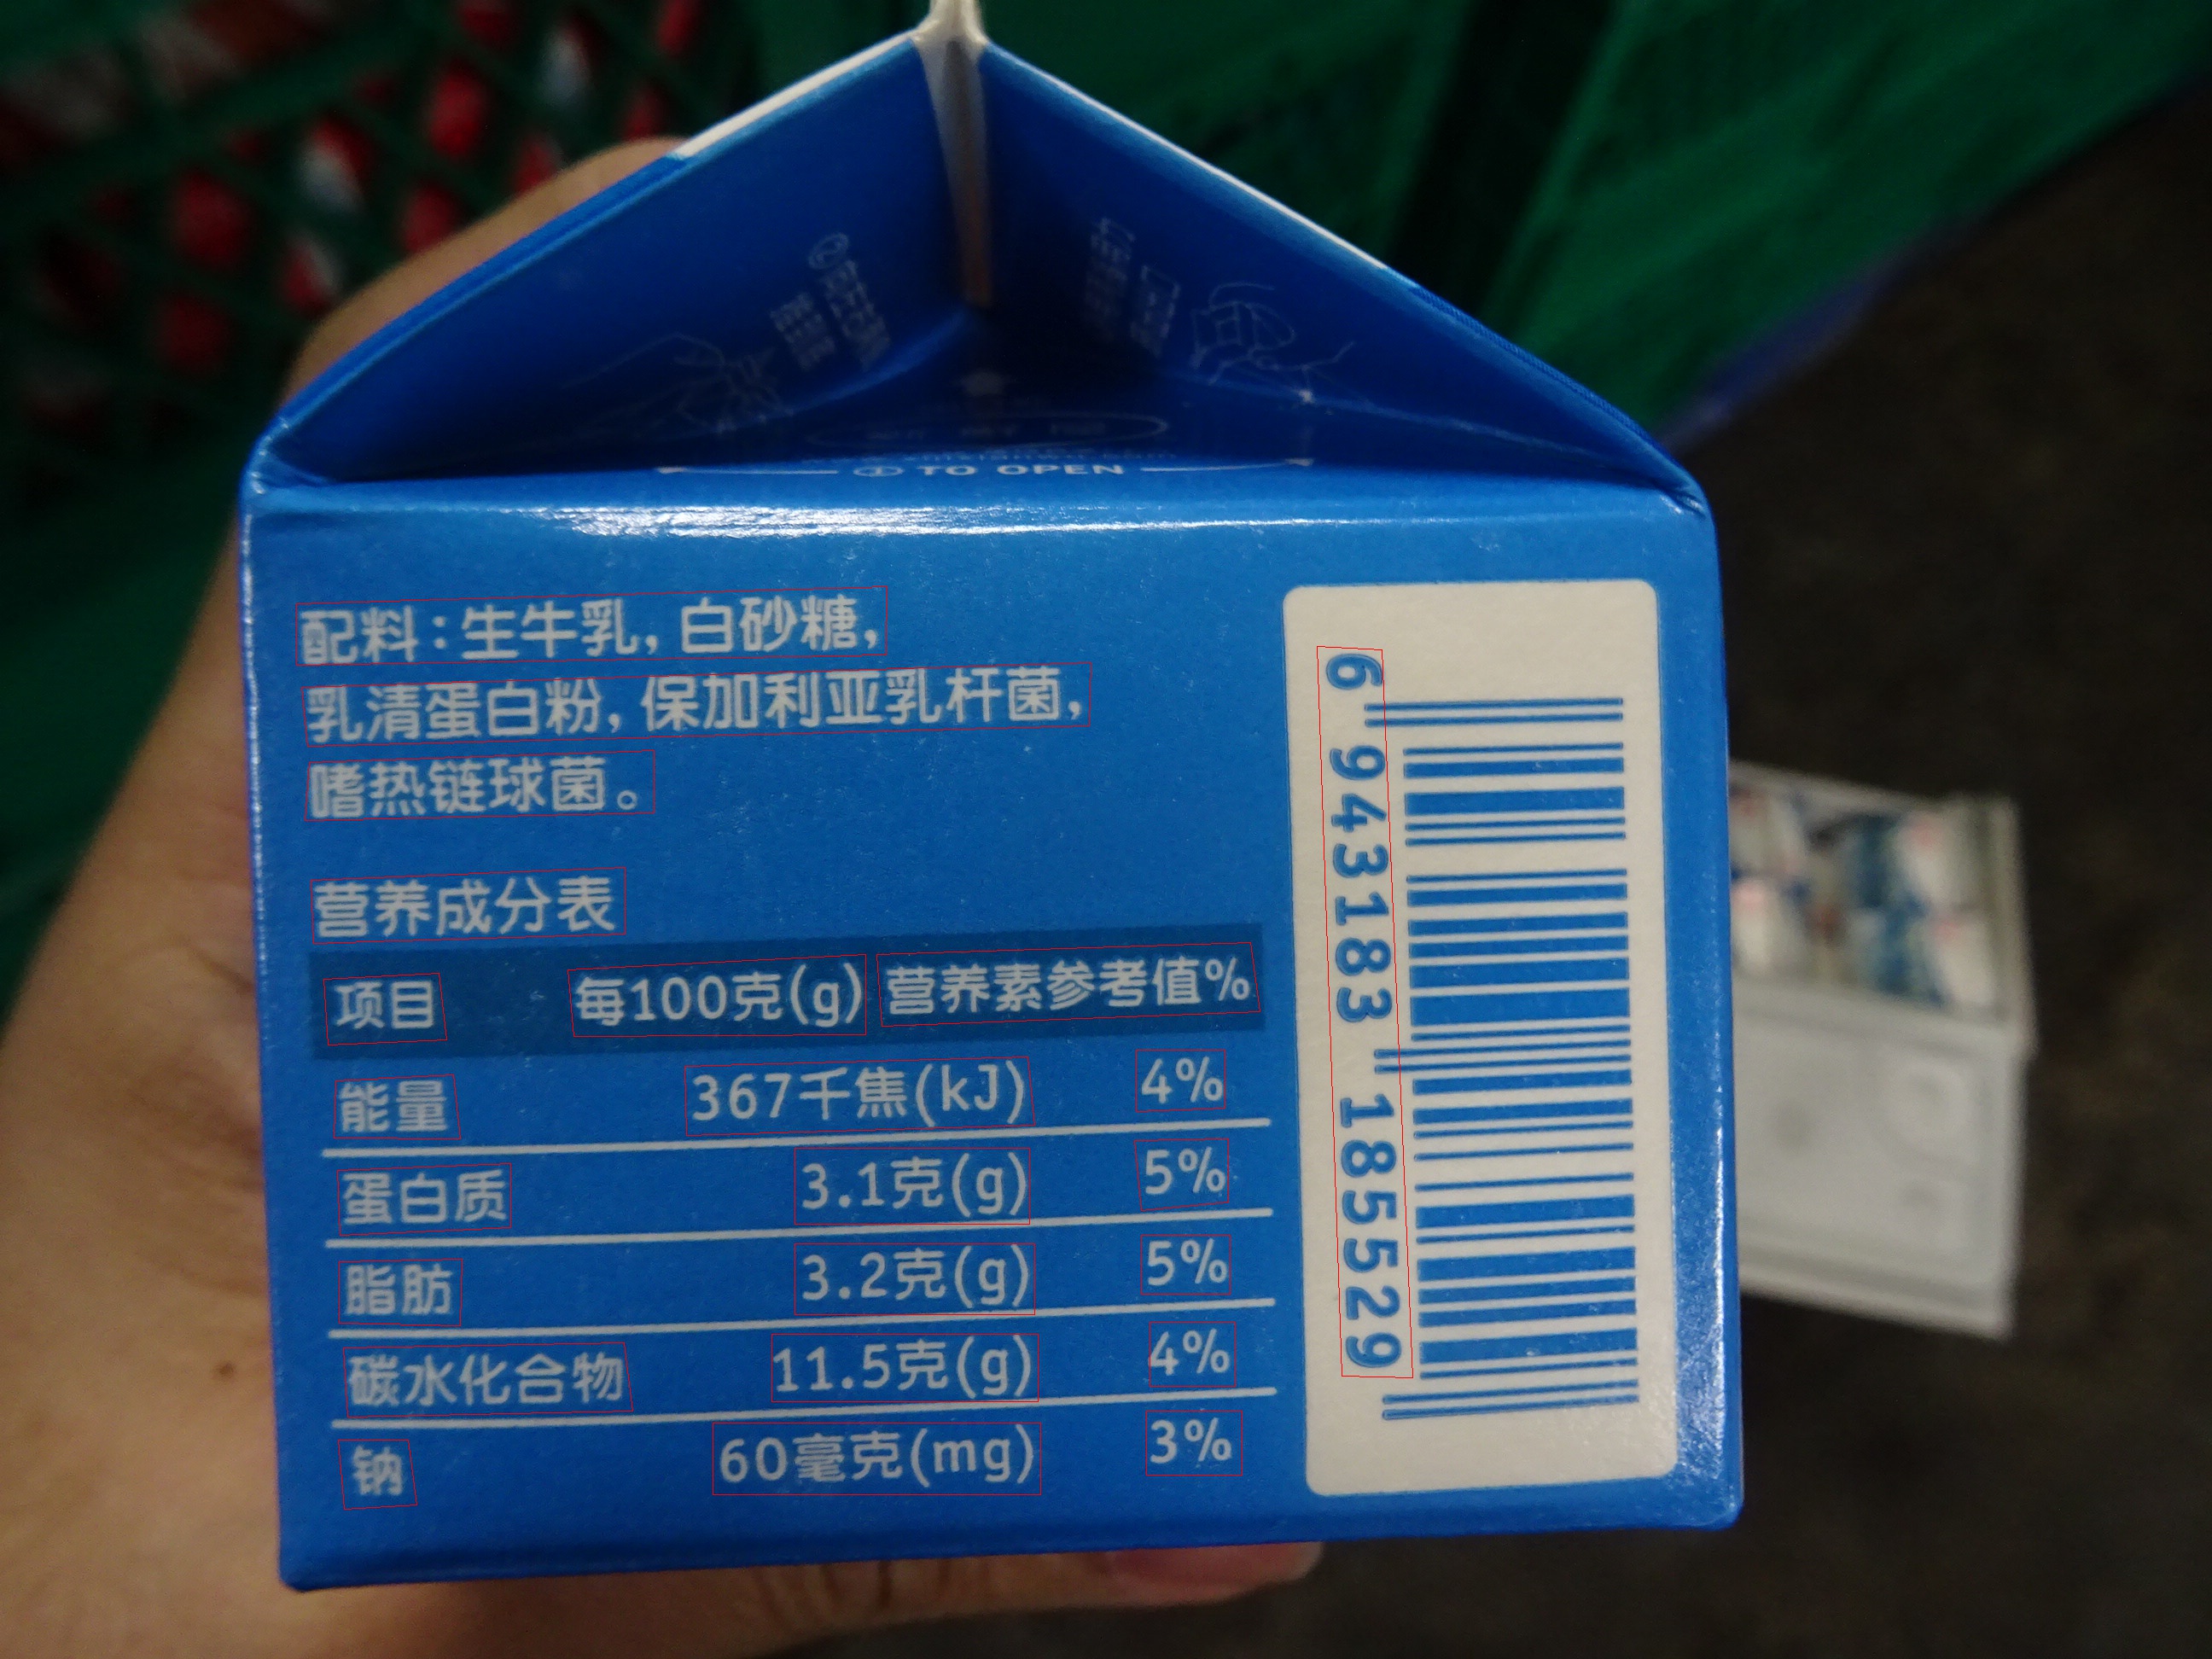 ① TO OPEN
配料：生牛乳，白砂糖，
乳清蛋白粉，保加利亚乳杆菌，
嗜热链球菌。
营养成分表
项目 每100克(g) 营养素参考值%
能量 367千焦(kJ) 4%
蛋白质 3.1克(g) 5%
脂肪 3.2克(g) 5%
碳水化合物 11.5克(g) 4%
钠 60毫克(mg) 3%
6 943183 185529